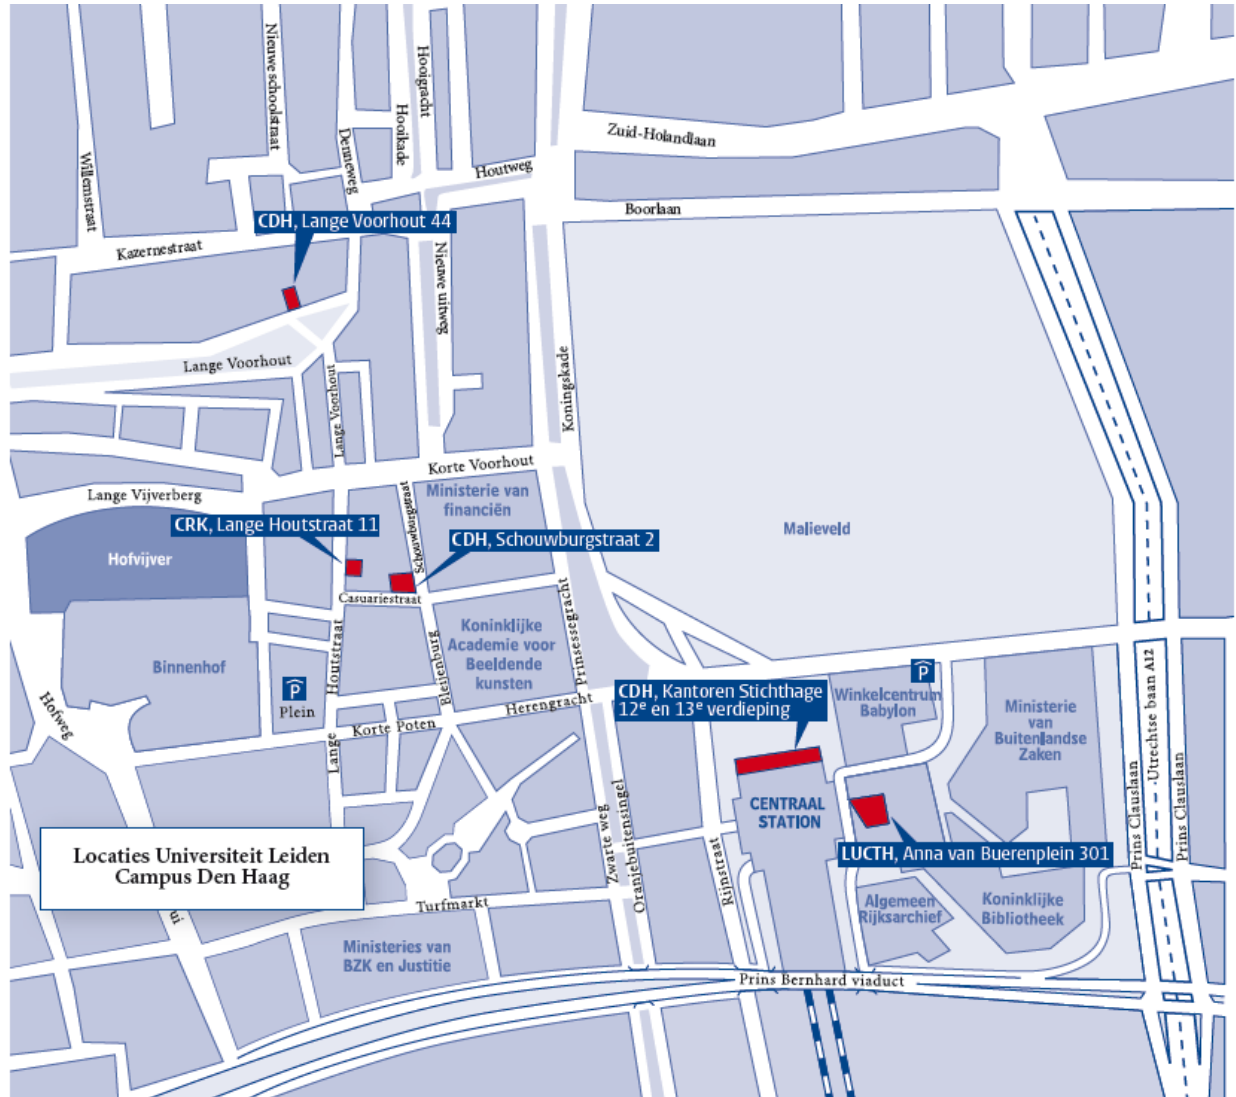 Nieuwe schoolstraat
Hooigracht
Hooikade
Denneweg
Willemstraat
Zuid-Holandlaan
Houtweg
Boorlaan
CDH, Lange Voorhout 44
Kazernestraat
Nieuwe uitweg
Koningskade
Lange Voorhout
Lange Voorhout
Korte Voorhout
Lange Vijverberg
Schouwburgstraat
Ministerie van
financiën
CRK, Lange Houtstraat 11
CDH, Schouwburgstraat 2
Malieveld
Hofvijver
Casuariestraat
Prinsessegracht
Koninklijke
Academie voor
Beeldende
kunsten
Bleijenburg
Binnenhof
Lange Houtstraat
P
Plein
Hofweg
Korte Poten
Herengracht
CDH, Kantoren Stichthage
12e en 13e verdieping
P
Winkelcentrum
Babylon
Ministerie
van
Buitenlandse
Zaken
Utrechtse baan A12
Prins Clauslaan
Prins Clauslaan
CENTRAAL
STATION
LUCTH, Anna van Buerenplein 301
Zwarte weg
Oranjebuitensingel
Rijnstraat
Locaties Universiteit Leiden
Campus Den Haag
Turfmarkt
Algemeen
Rijksarchief
Koninklijke
Bibliotheek
Ministeries van
BZK en Justitie
Prins Bernhard viaduct